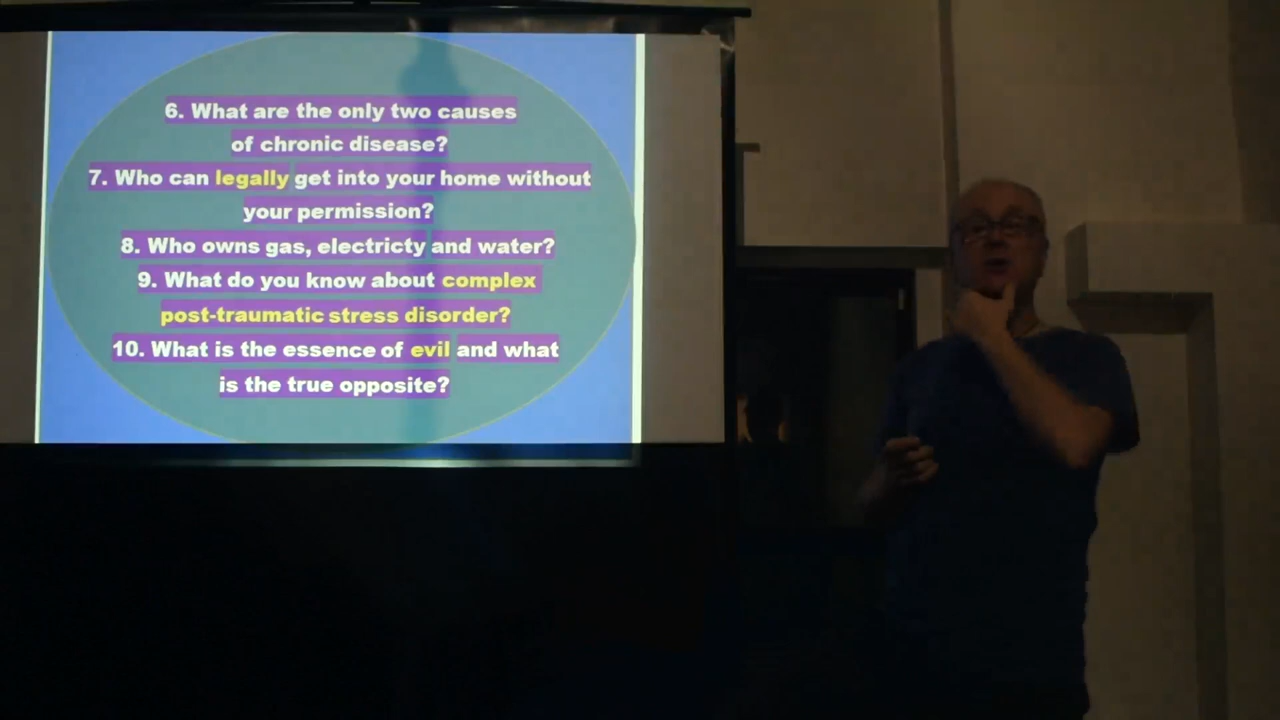 6. What are the only two causes
of chronic disease?
7. Who can legally get into your home without
your permission?
8. Who owns gas, electricty and water?
9. What do you know about complex
post-traumatic stress disorder?
10. What is the essence of evil and what
is the true opposite?